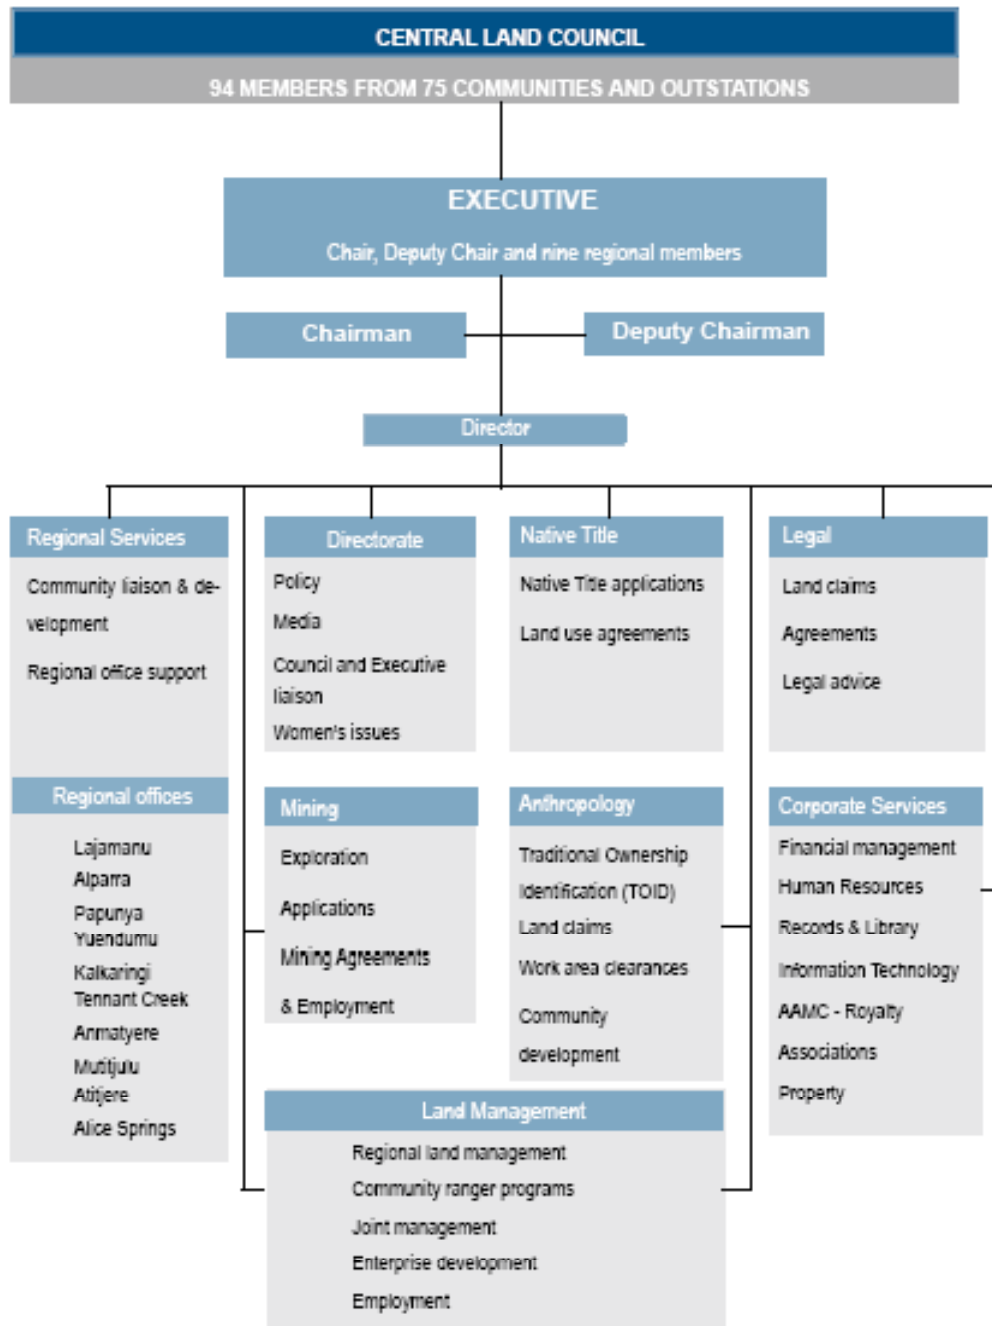 CENTRAL LAND COUNCIL
94 MEMBERS FROM 75 COMMUNITIES AND OUTSTATIONS
EXECUTIVE
Chair, Deputy Chair and nine regional members
Chairman
Deputy Chairman
Director
Regional Services
Community liaison & de-
velopment
Regional office support
Regional offices
Lajamanu
Alparra
Papunya
Yuendumu
Kalkaringi
Tennant Creek
Anmatyere
Mutitjulu
Atitjere
Alice Springs
Directorate
Policy
Media
Council and Executive
liaison
Women's issues
Mining
Exploration
Applications
Mining Agreements
& Employment
Native Title
Native Title applications
Land use agreements
Anthropology
Traditional Ownership
Identification (TOID)
Land claims
Work area clearances
Community
development
Legal
Land claims
Agreements
Legal advice
Corporate Services
Financial management
Human Resources
Records & Library
Information Technology
AAMC - Royalty
Associations
Property
Land Management
Regional land management
Community ranger programs
Joint management
Enterprise development
Employment